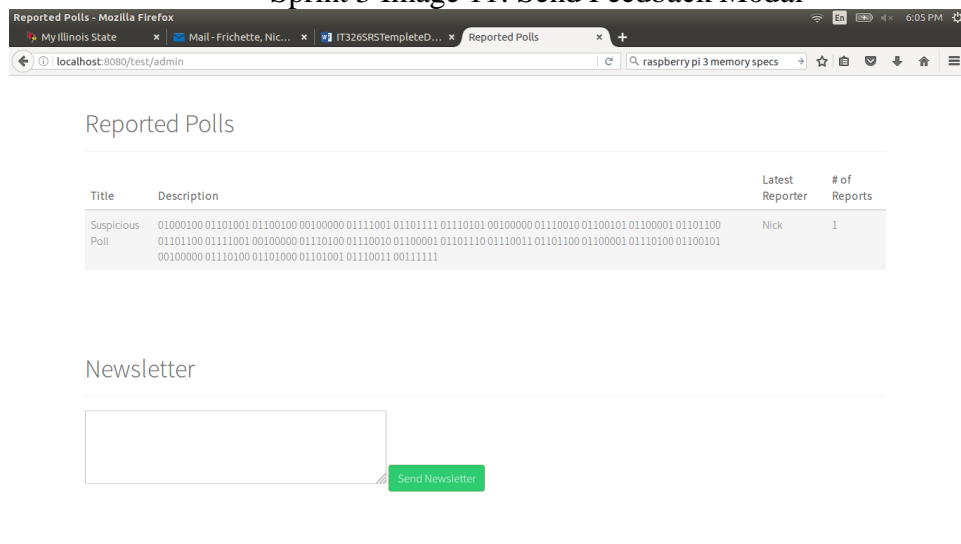 Sprint 3 Image 11: Send Feedback Modal
Reported Polls - Mozilla Firefox En 6:05 PM
My Illinois State × Mail - Frichette, Nic... × IT326SRSTempleteD... × Reported Polls × +
localhost:8080/test/admin raspberry pi 3 memory specs
Reported Polls
Title Description Latest Reporter # of Reports
Suspicious Poll 01000100 01101001 01100100 00100000 01111001 01101111 01110101 00100000 01110010 01100101 01100001 01101100 Nick 1
01101100 01111001 00100000 01110100 01110010 01100001 01101110 01110011 01101100 01100001 01110100 01100101
00100000 01110100 01101000 01101001 01110011 00111111
Newsletter
Send Newsletter